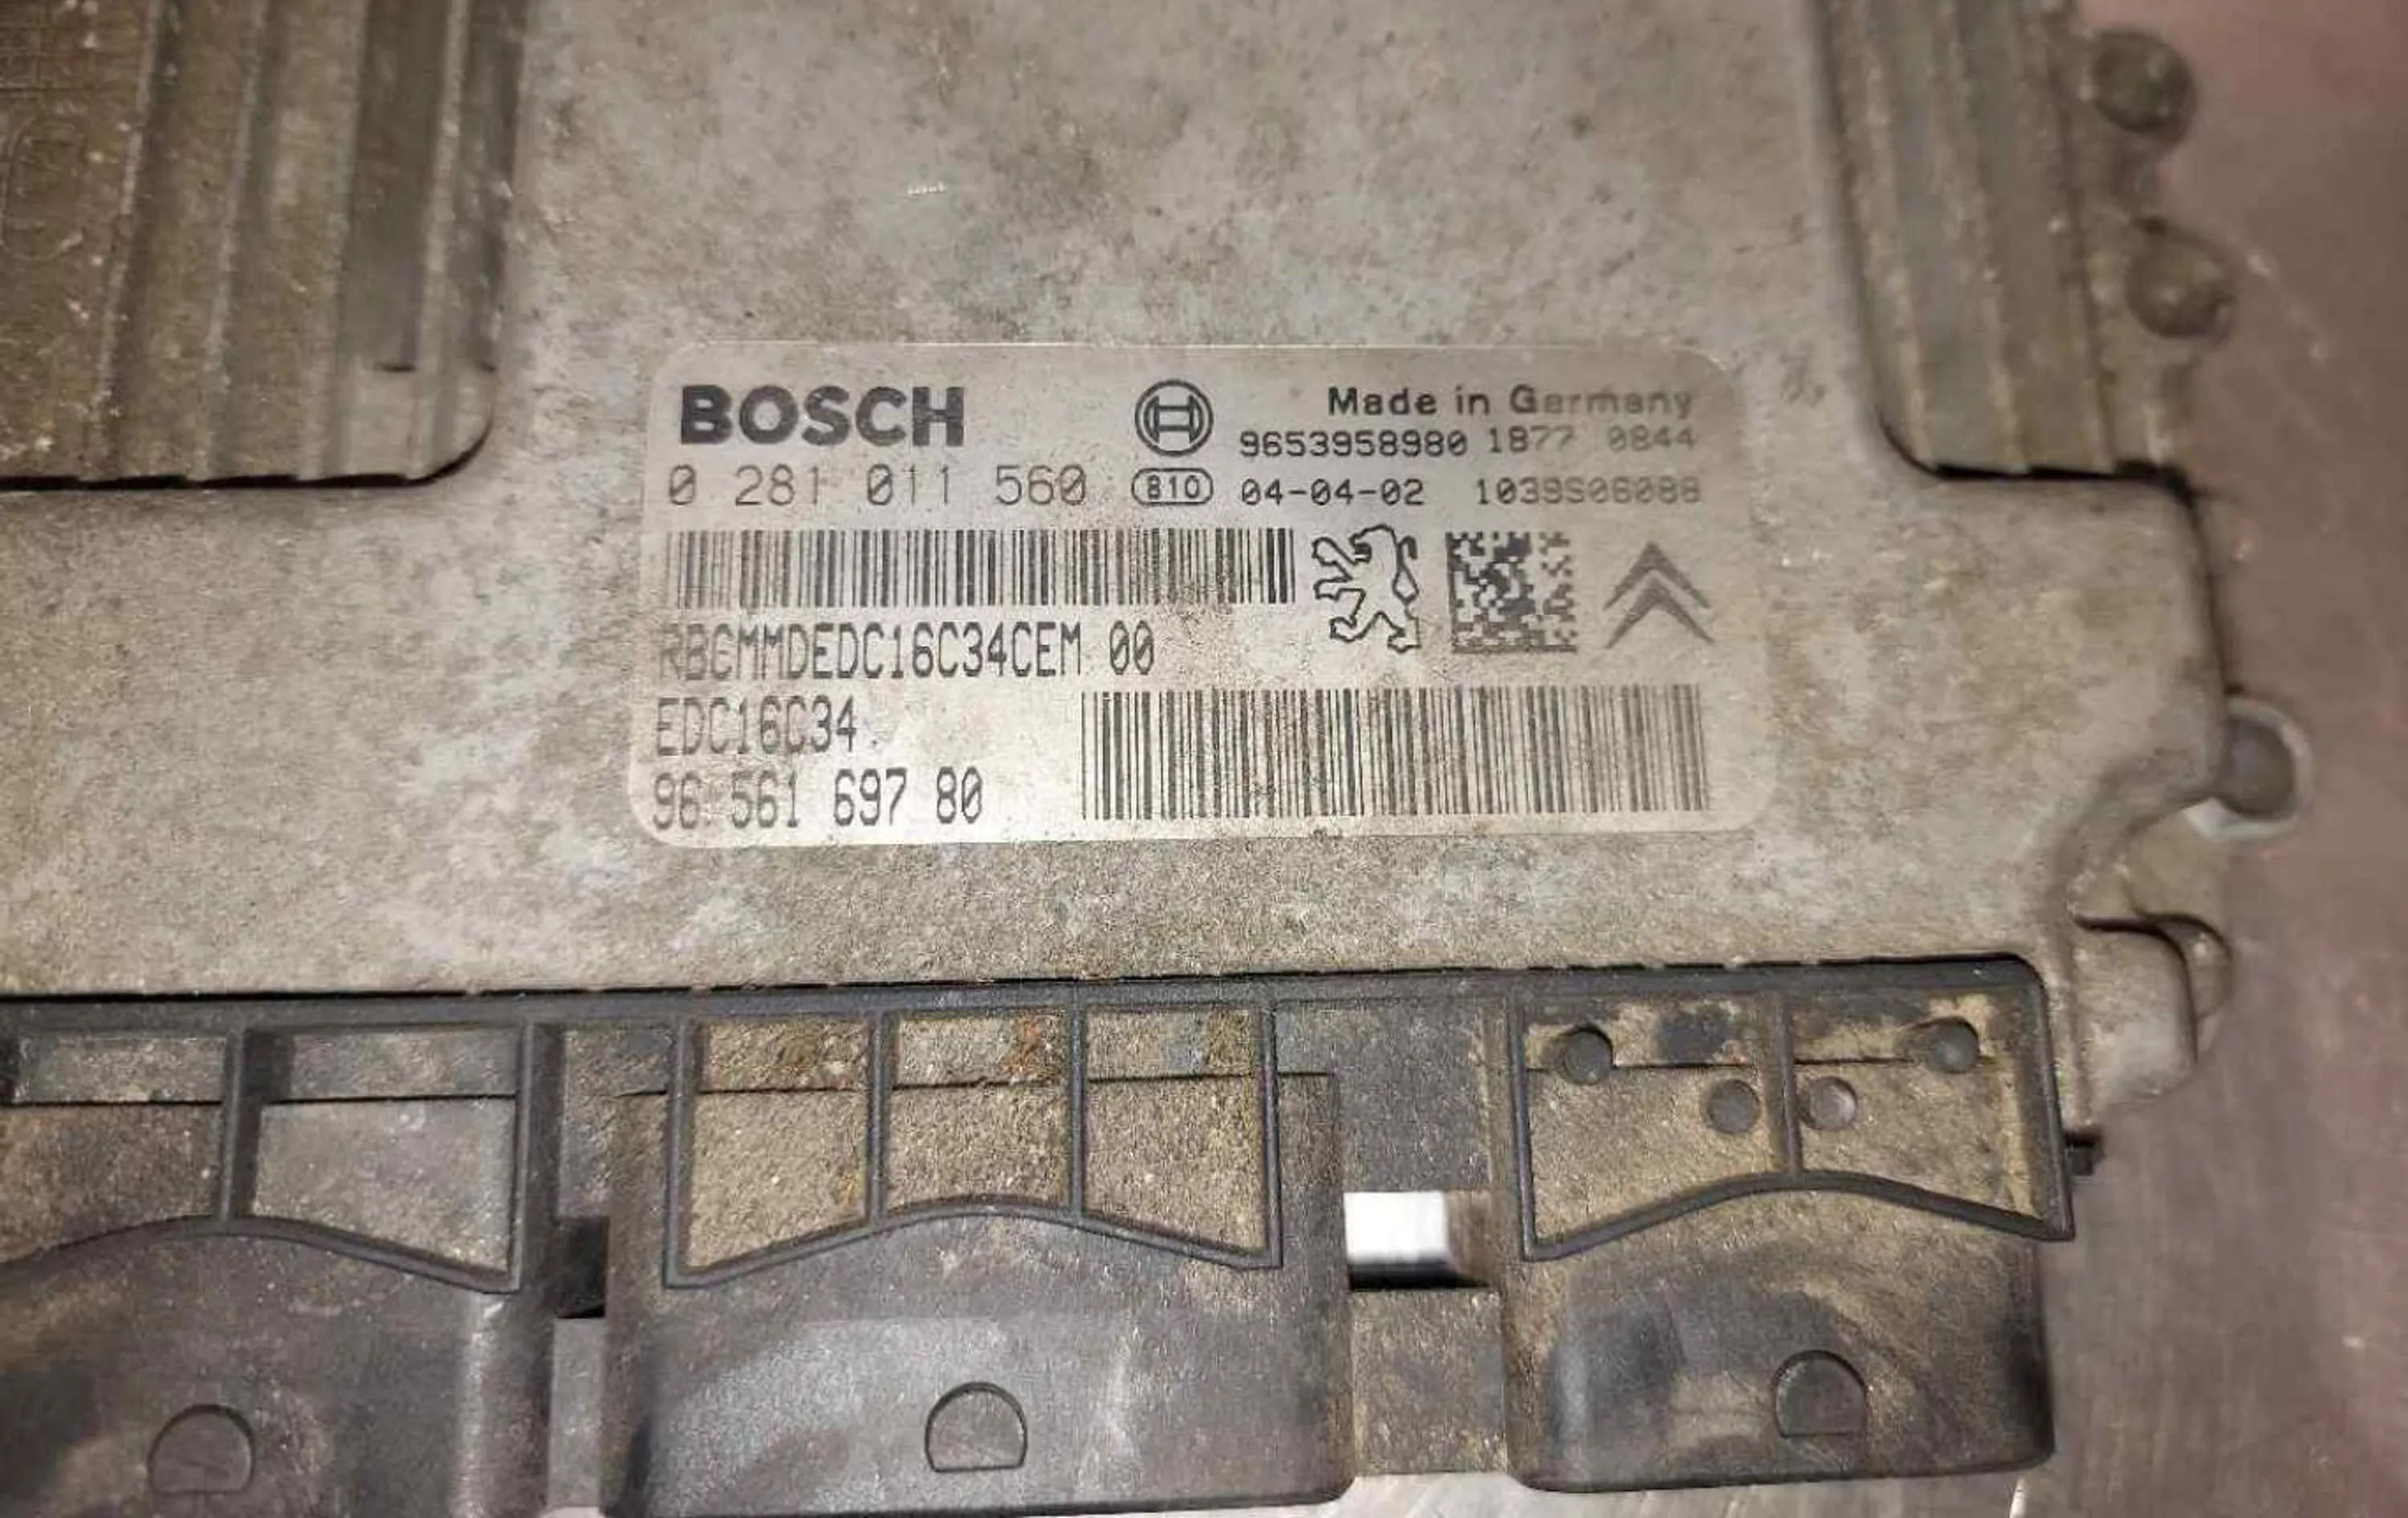 BOSCH
Made in Germany
9653958980 1877 0844
0 281 011 560 810 04-04-02 1039S06088
RBCMMDEDC16C34CEM 00
EDC16C34
96 561 697 80